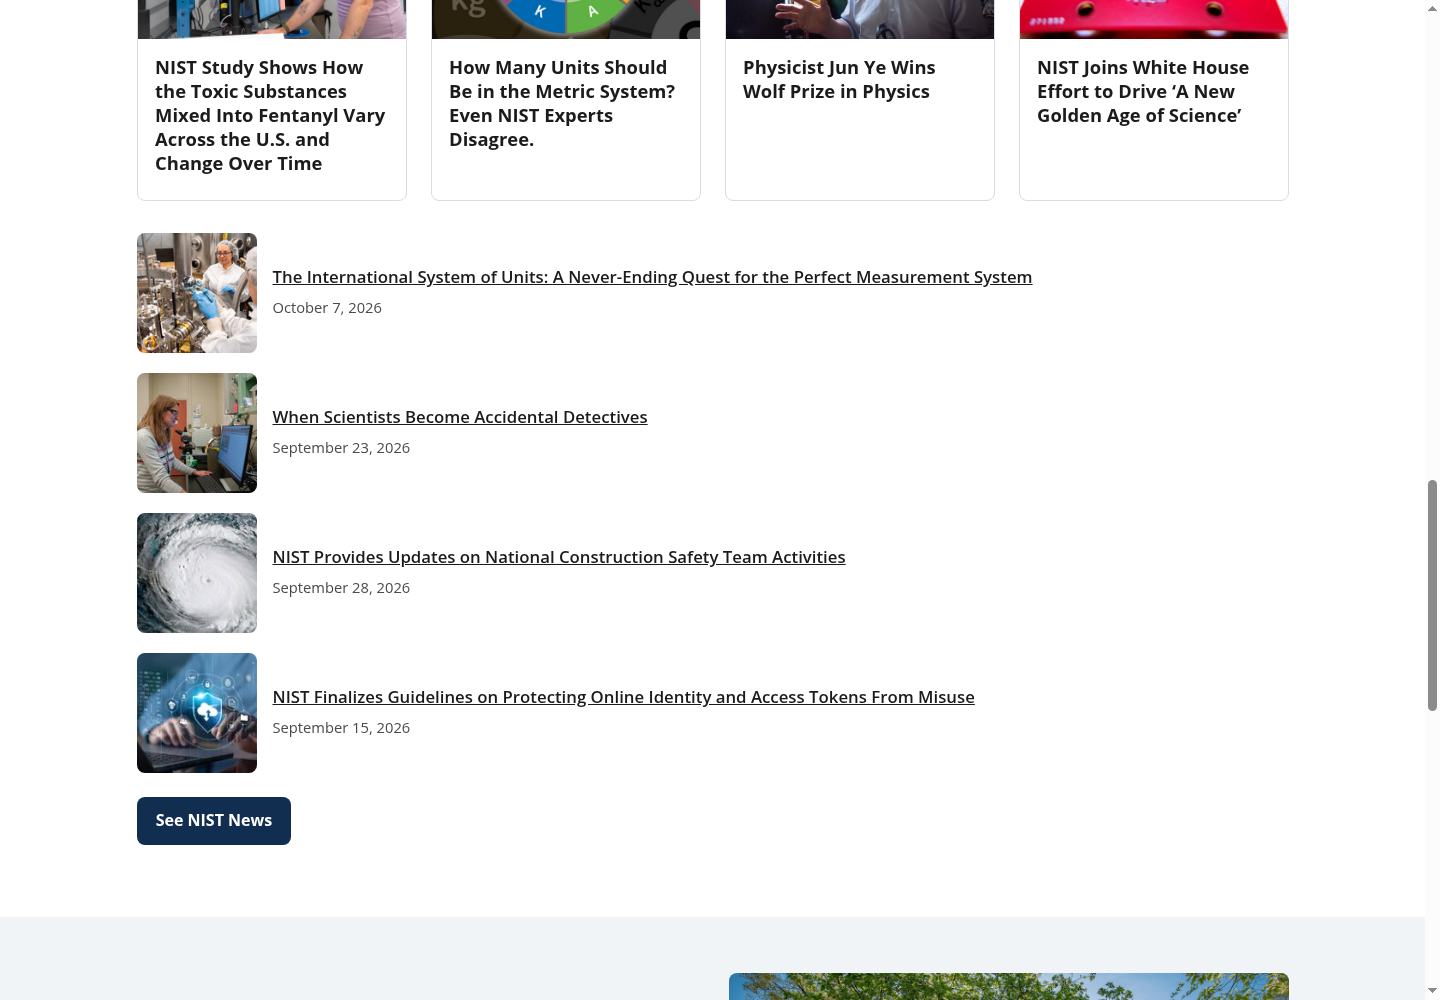 kg
K
A
NIST Study Shows How
the Toxic Substances
Mixed Into Fentanyl Vary
Across the U.S. and
Change Over Time
How Many Units Should
Be in the Metric System?
Even NIST Experts
Disagree.
Physicist Jun Ye Wins
Wolf Prize in Physics
NIST Joins White House
Effort to Drive ‘A New
Golden Age of Science’
The International System of Units: A Never-Ending Quest for the Perfect Measurement System
October 7, 2026
When Scientists Become Accidental Detectives
September 23, 2026
NIST Provides Updates on National Construction Safety Team Activities
September 28, 2026
NIST Finalizes Guidelines on Protecting Online Identity and Access Tokens From Misuse
September 15, 2026
See NIST News